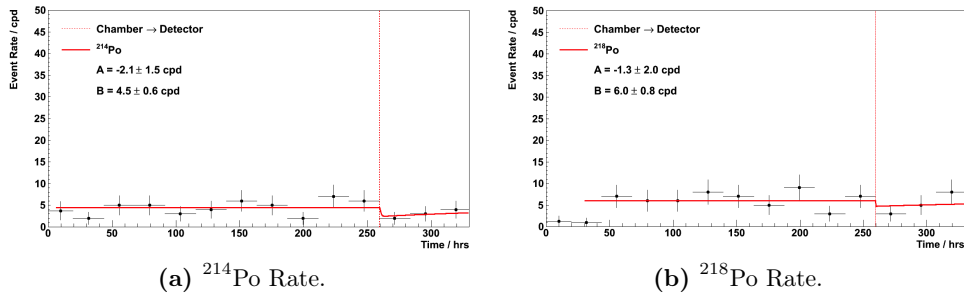 Event Rate / cpd
50
45
40
35
30
25
20
15
10
5
0
Chamber → Detector
²¹⁴Po
A = -2.1 ± 1.5 cpd
B = 4.5 ± 0.6 cpd
0 50 100 150 200 250 300
Time / hrs
(a) ²¹⁴Po Rate.
Event Rate / cpd
50
45
40
35
30
25
20
15
10
5
0
Chamber → Detector
²¹⁸Po
A = -1.3 ± 2.0 cpd
B = 6.0 ± 0.8 cpd
0 50 100 150 200 250 300
Time / hrs
(b) ²¹⁸Po Rate.